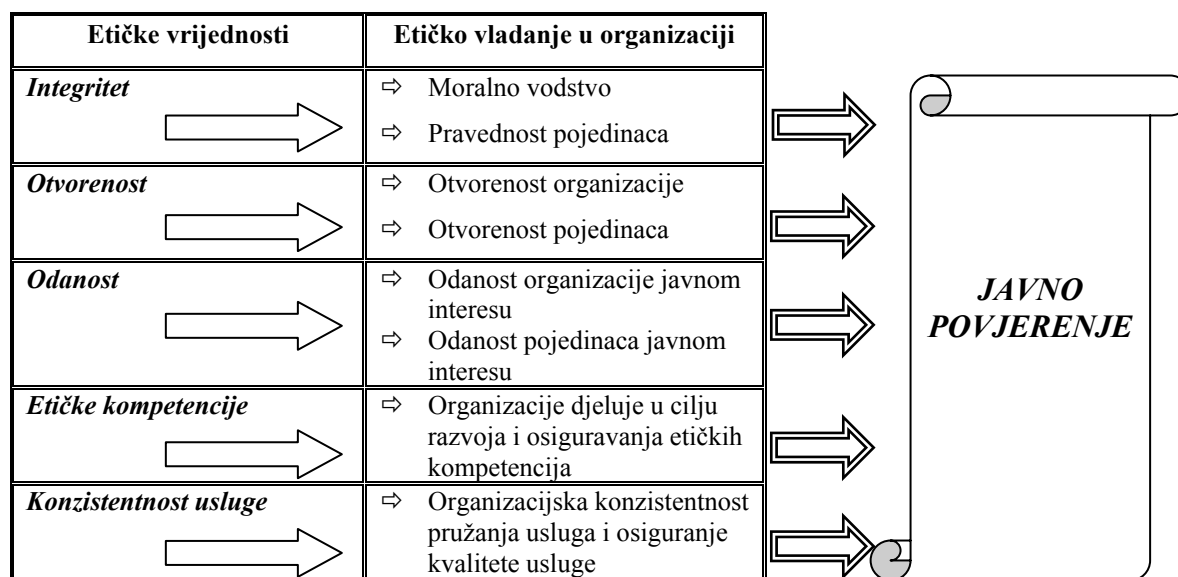 Etičke vrijednosti
Etičko vladanje u organizaciji
Integritet
⇨ Moralno vodstvo
⇨ Pravednost pojedinaca
Otvorenost
⇨ Otvorenost organizacije
⇨ Otvorenost pojedinaca
Odanost
⇨ Odanost organizacije javnom
interesu
⇨ Odanost pojedinaca javnom
interesu
Etičke kompetencije
⇨ Organizacije djeluje u cilju
razvoja i osiguravanja etičkih
kompetencija
Konzistentnost usluge
⇨ Organizacijska konzistentnost
pružanja usluga i osiguranje
kvalitete usluge
JAVNO
POVJERENJE